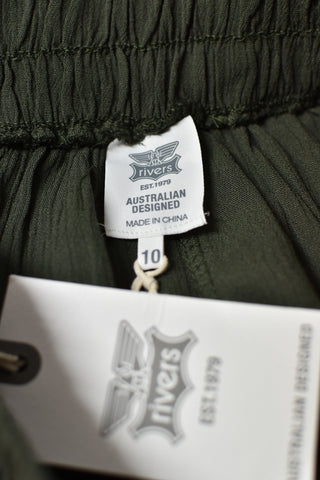 rivers
EST.1979
AUSTRALIAN
DESIGNED
MADE IN CHINA
10
rivers
EST.1979
AUSTRALIAN DESIGNED